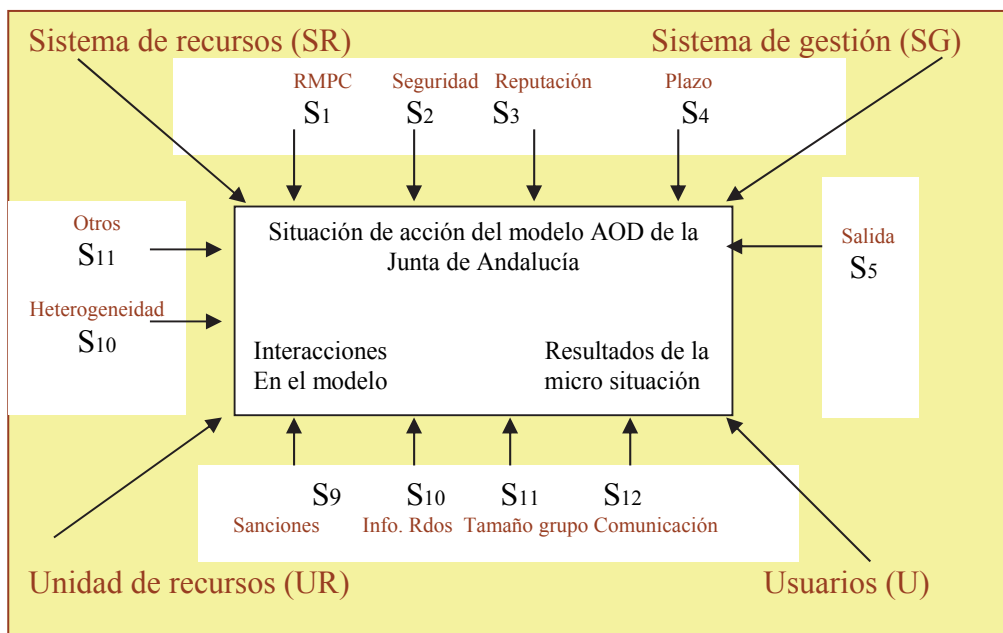 Sistema de recursos (SR)
Sistema de gestión (SG)
RMPC Seguridad Reputación Plazo
S1 S2 S3 S4
Otros
S11
Heterogeneidad
S10
Situación de acción del modelo AOD de la
Junta de Andalucía
Interacciones
En el modelo
Resultados de la
micro situación
Salida
S5
S9 S10 S11 S12
Sanciones Info. Rdos Tamaño grupo Comunicación
Unidad de recursos (UR)
Usuarios (U)